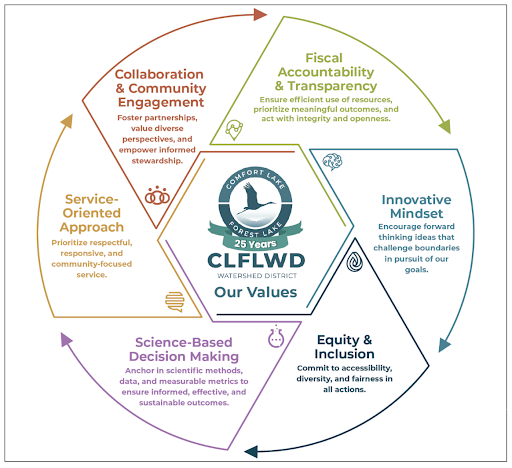 Collaboration
& Community
Engagement
Foster partnerships,
value diverse
perspectives, and
empower informed
stewardship.
Fiscal
Accountability
& Transparency
Ensure efficient use of resources,
prioritize meaningful outcomes, and
act with integrity and openness.
Innovative
Mindset
Encourage forward
thinking ideas that
challenge boundaries
in pursuit of our
goals.
Equity &
Inclusion
Commit to accessibility,
diversity, and fairness in
all actions.
Science-Based
Decision Making
Anchor in scientific methods,
data, and measurable metrics to
ensure informed, effective, and
sustainable outcomes.
Service-
Oriented
Approach
Prioritize respectful,
responsive, and
community-focused
service.
COMFORT LAKE
FOREST LAKE
25 Years
CLFLWD
WATERSHED DISTRICT
Our Values